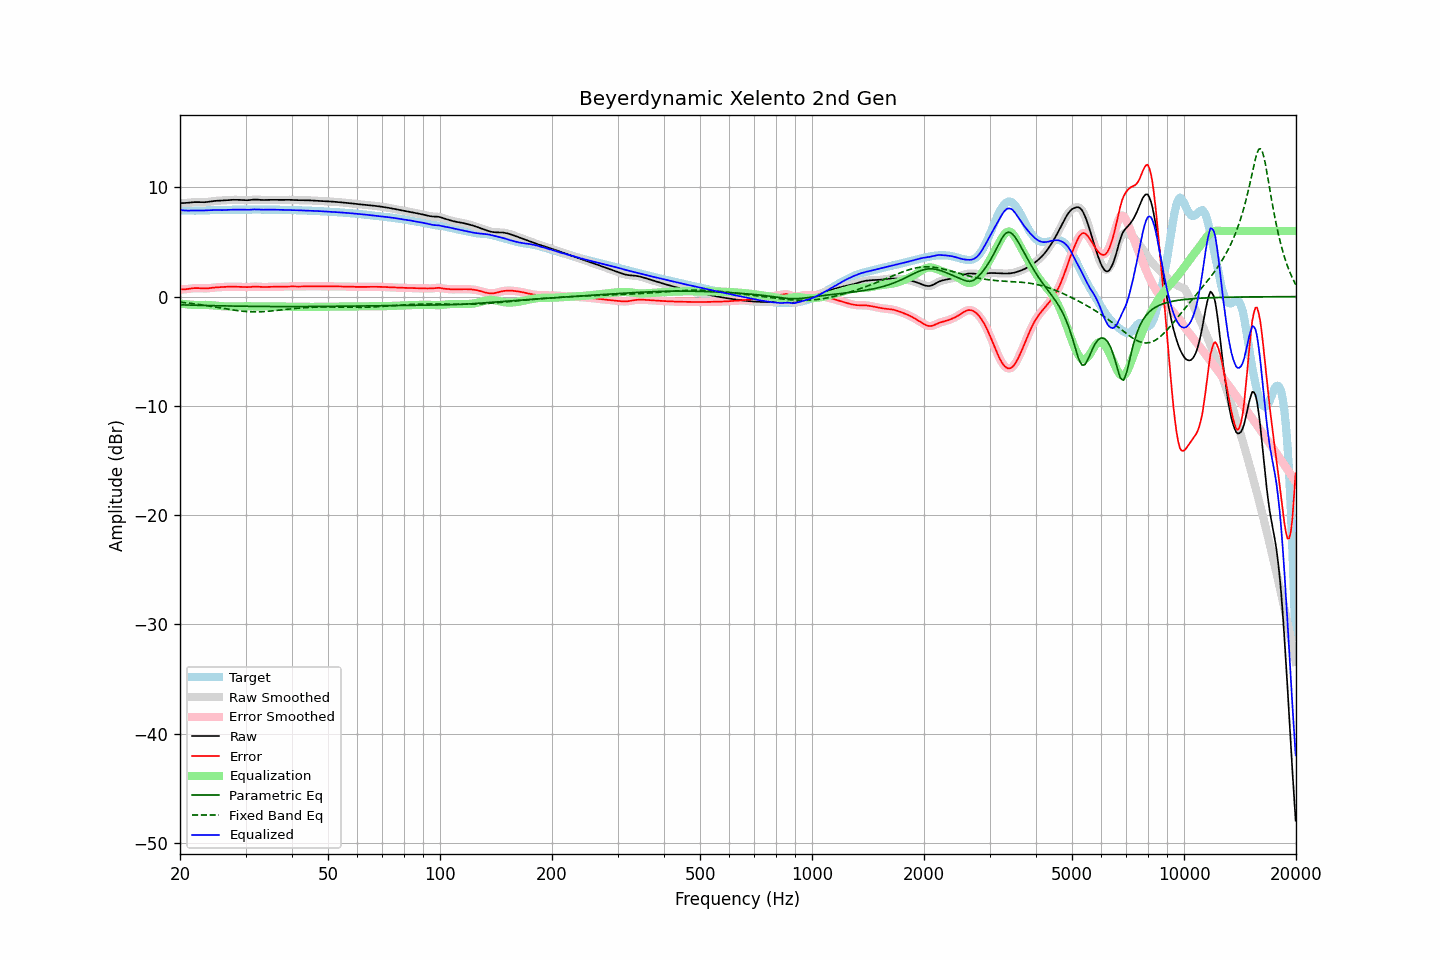 Beyerdynamic Xelento 2nd Gen
10
0
−10
−20
−30
−40
−50
Amplitude (dBr)
Target
Raw Smoothed
Error Smoothed
Raw
Error
Equalization
Parametric Eq
Fixed Band Eq
Equalized
20 50 100 200 500 1000 2000 5000 10000 20000
Frequency (Hz)